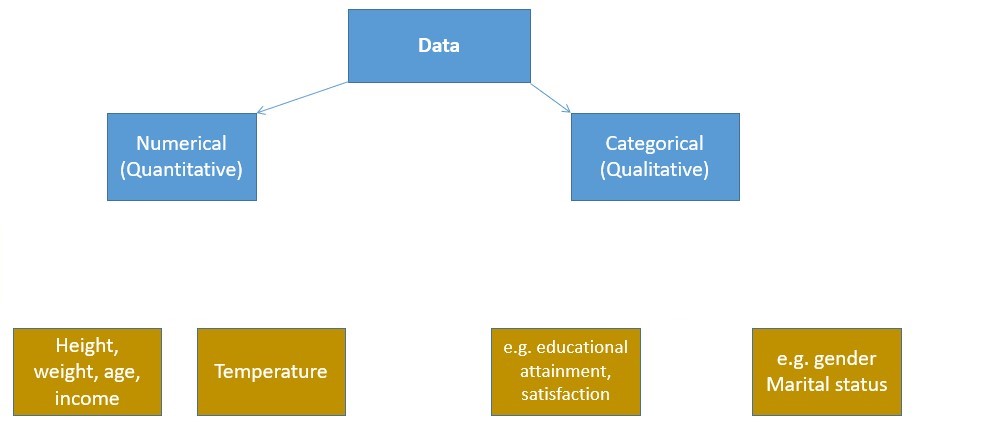 Data
Numerical
(Quantitative)
Categorical
(Qualitative)
Height,
weight, age,
income
Temperature
e.g. educational
attainment,
satisfaction
e.g. gender
Marital status